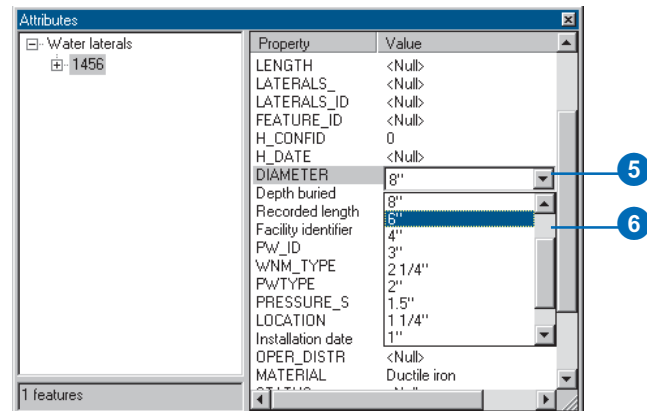 Attributes
Water laterals
1456
1 features
Property Value
LENGTH <Null>
LATERALS_ <Null>
LATERALS_ID <Null>
FEATURE_ID <Null>
H_CONFID 0
H_DATE <Null>
DIAMETER 8"
Depth buried
Recorded length
Facility identifier
PW_ID
WNM_TYPE
PWTYPE
PRESSURE_S
LOCATION
Installation date
OPER_DISTR <Null>
MATERIAL Ductile iron
8"
6"
4"
3"
2 1/4"
2"
1.5"
1 1/4"
1"
5
6